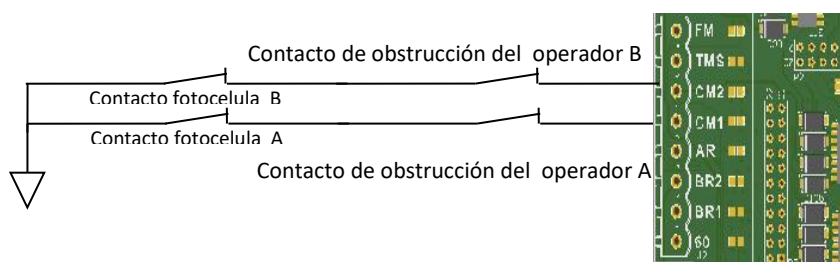 FM
Contacto de obstrucción del operador B
TMS
Contacto fotocelula B
CM2
CM1
Contacto fotocelula A
AR
Contacto de obstrucción del operador A
BR2
BR1
60
J2